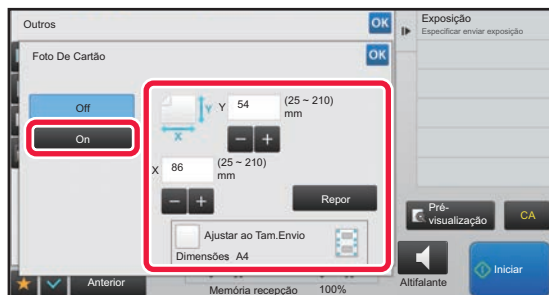 Outros
OK
Exposição
Especificar enviar exposição
Foto De Cartão
OK
Off
On
Y
Y
54
(25 ~ 210)
mm
X
X
86
(25 ~ 210)
mm
Repor
Ajustar ao Tam.Envio
Dimensões A4
Pré-
visualização
CA
Anterior
Memória recepção 100%
Altifalante
Iniciar